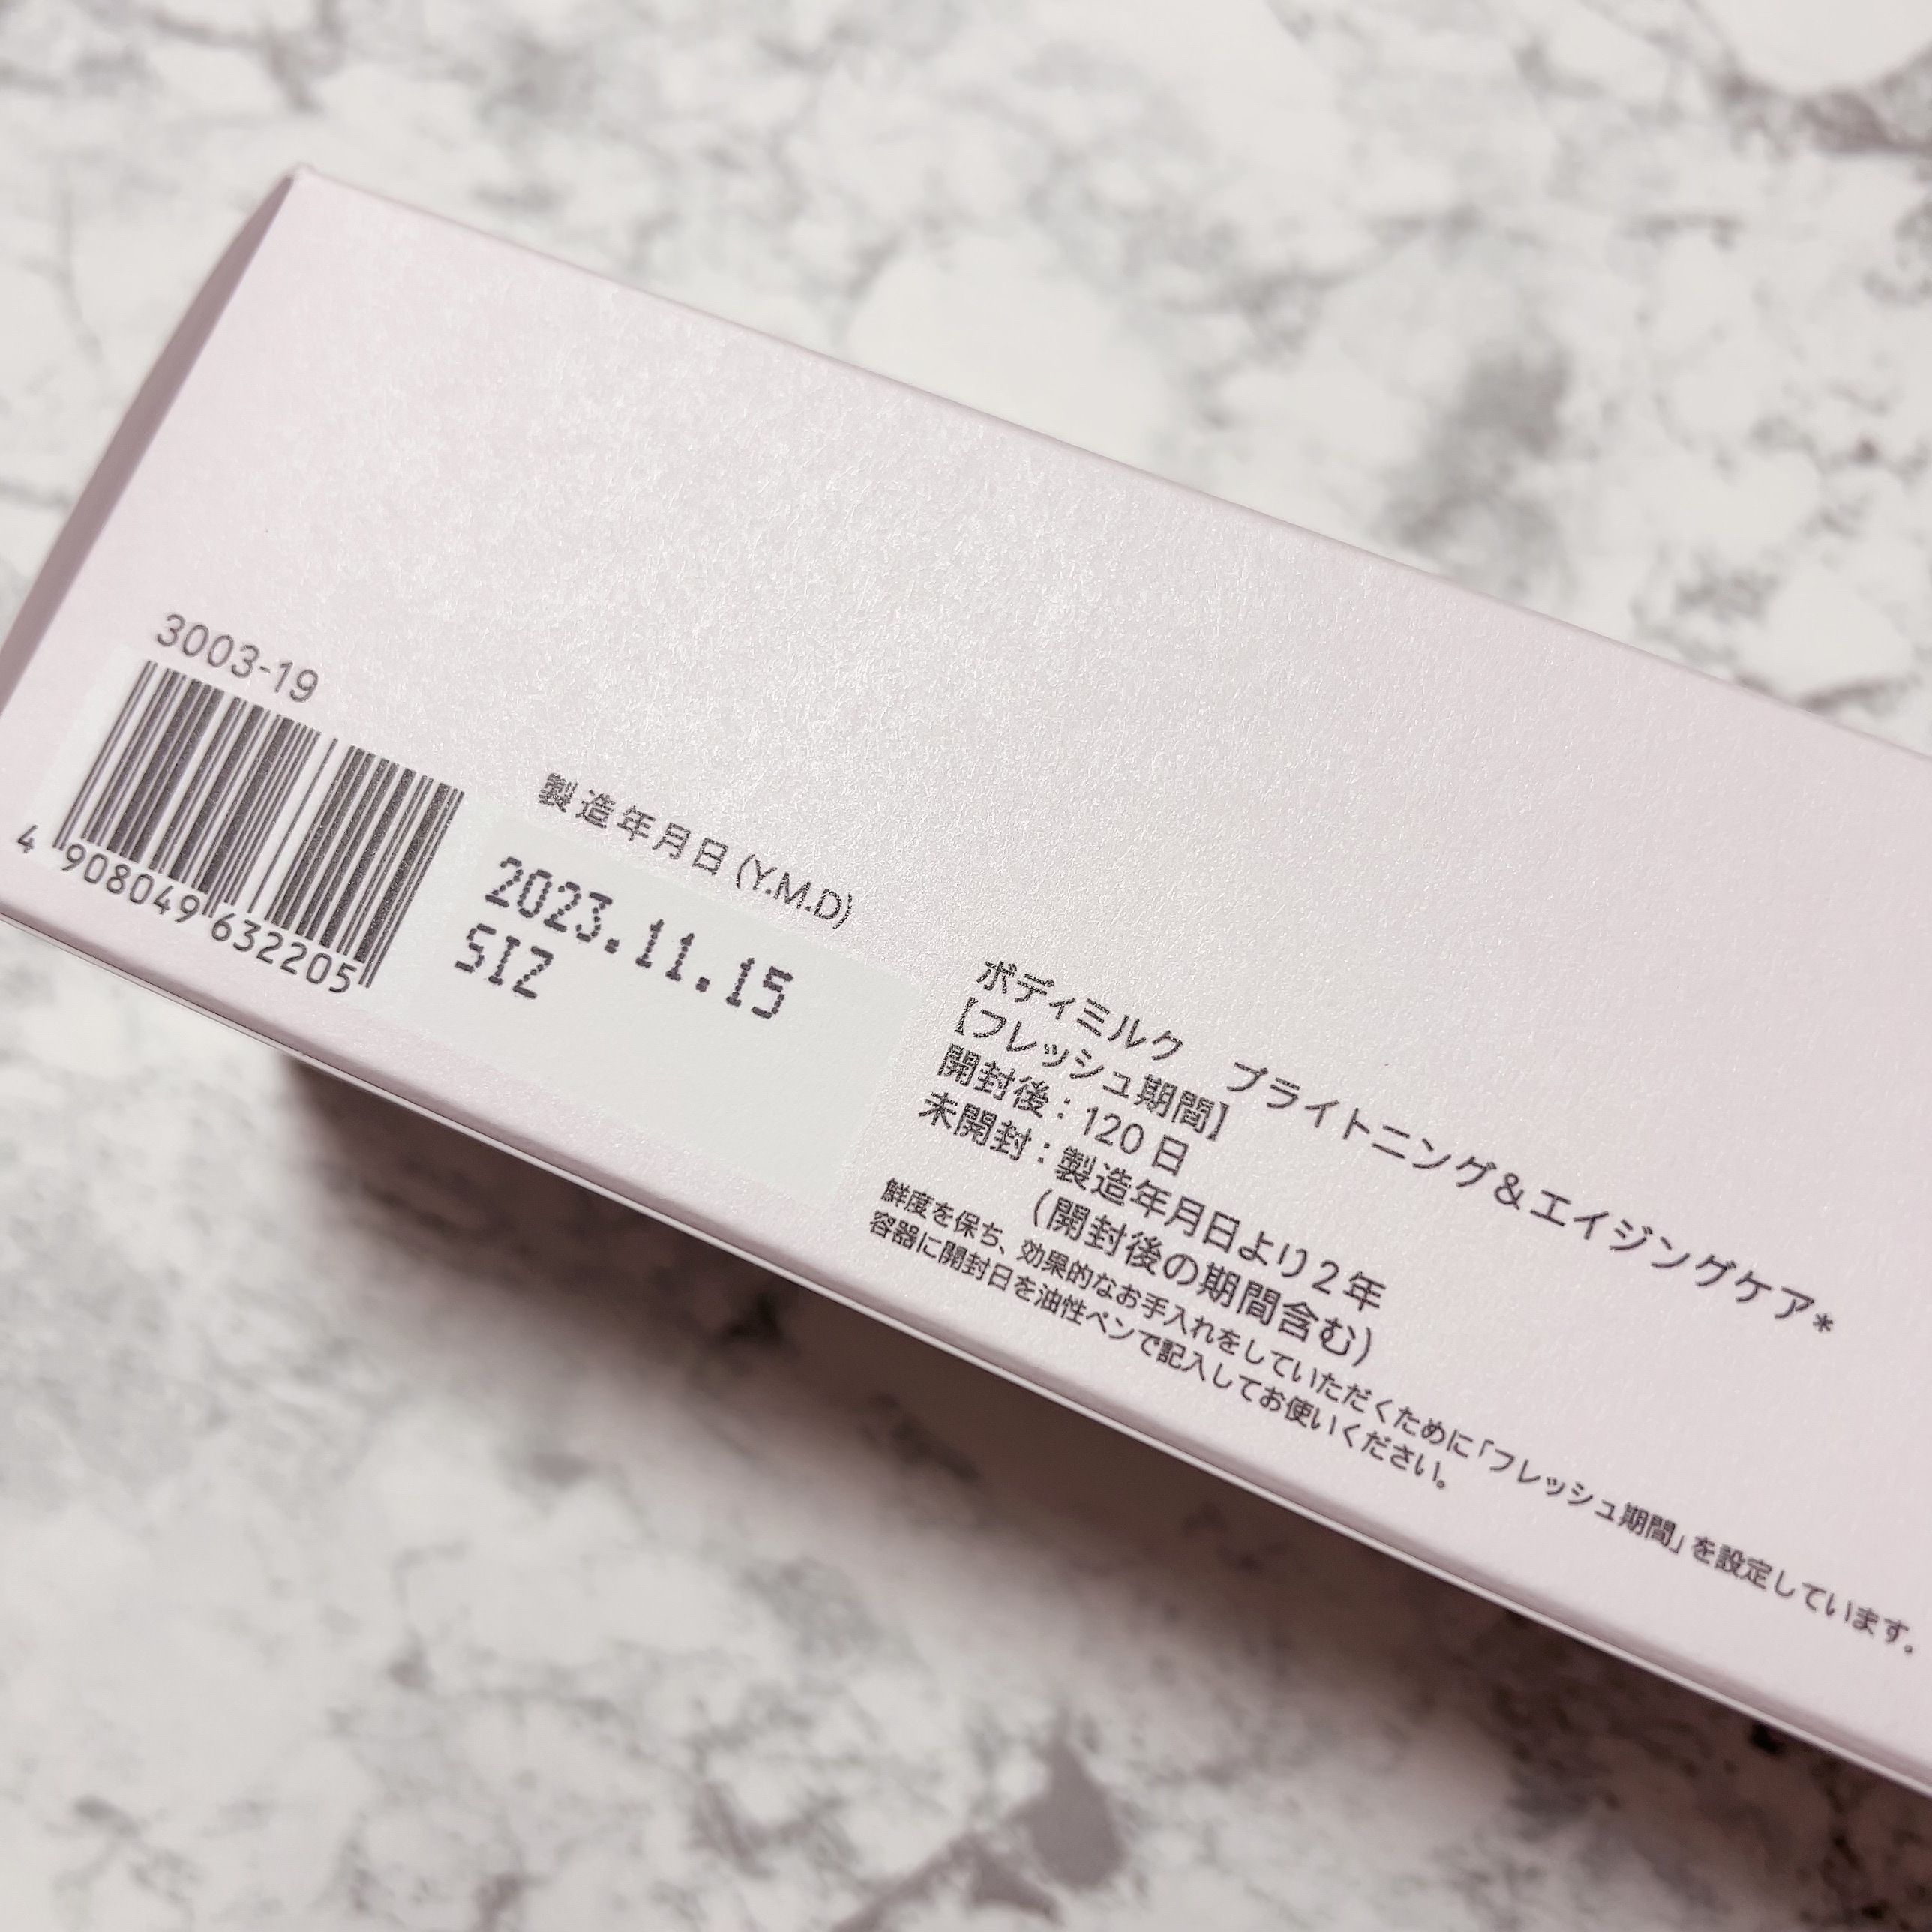 3003-19
4 908049 632205
製造年月日 (Y.M.D)
2023.11.15
SIZ
ボディミルク　ブライトニング&エイジングケア*
【フレッシュ期間】
開封後：120 日
未開封：製造年月日より2 年
（開封後の期間含む）
鮮度を保ち、効果的なお手入れをしていただくために「フレッシュ期間」を設定しています。
容器に開封日を油性ペンで記入してお使いください。